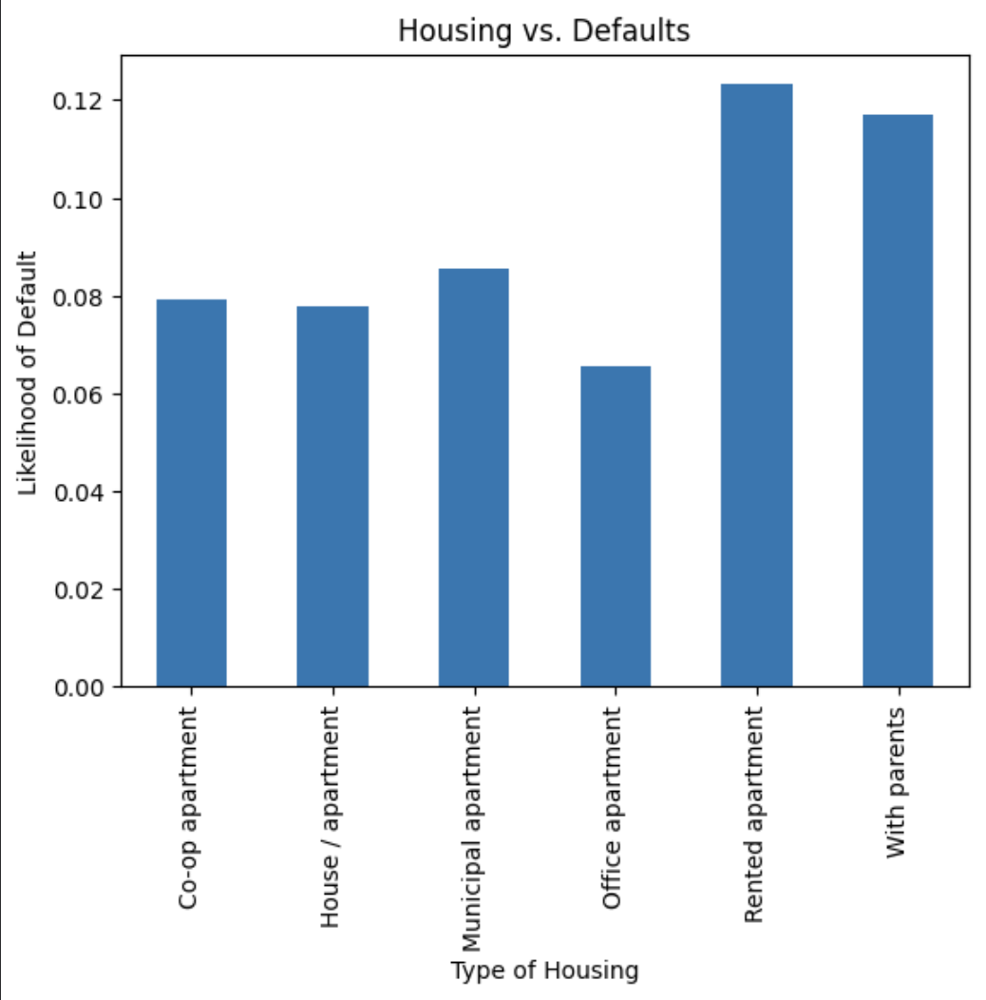 Housing vs. Defaults
Likelihood of Default
0.12
0.10
0.08
0.06
0.04
0.02
0.00
Co-op apartment
House / apartment
Municipal apartment
Office apartment
Rented apartment
With parents
Type of Housing